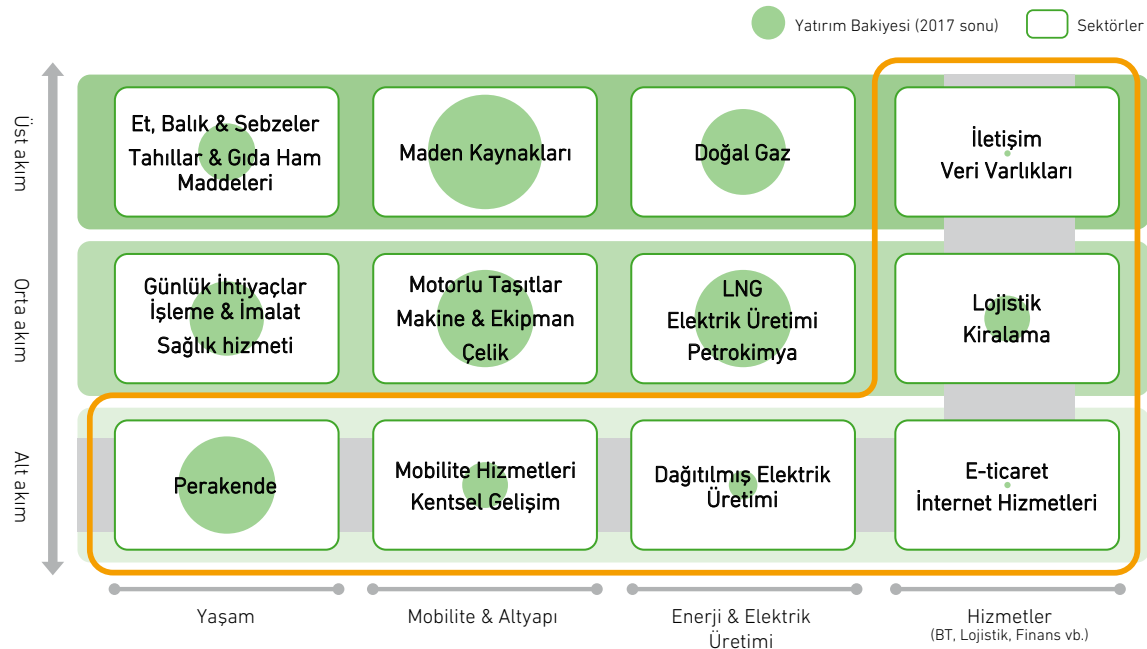 Yatırım Bakiyesi (2017 sonu)
Sektörler
Üst akım
Et, Balık & Sebzeler
Tahıllar & Gıda Ham
Maddeleri
Maden Kaynakları
Doğal Gaz
İletişim
Veri Varlıkları
Orta akım
Günlük İhtiyaçlar
İşleme & İmalat
Sağlık hizmeti
Motorlu Taşıtlar
Makine & Ekipman
Çelik
LNG
Elektrik Üretimi
Petrokimya
Lojistik
Kiralama
Alt akım
Perakende
Mobilite Hizmetleri
Kentsel Gelişim
Dağıtılmış Elektrik
Üretimi
E-ticaret
İnternet Hizmetleri
Yaşam
Mobilite & Altyapı
Enerji & Elektrik
Üretimi
Hizmetler
(BT, Lojistik, Finans vb.)